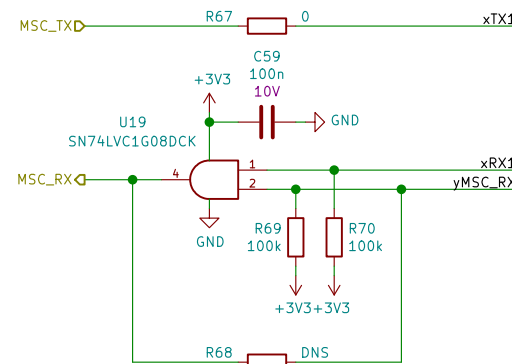 R67 0
MSC_TX xTX1
C59
100n
10V
+3V3
GND
U19
SN74LVC1G08DCK
1 xRX1
MSC_RX 4
2 yMSC_RX
R69 R70
100k 100k
GND
+3V3 +3V3
R68 DNS